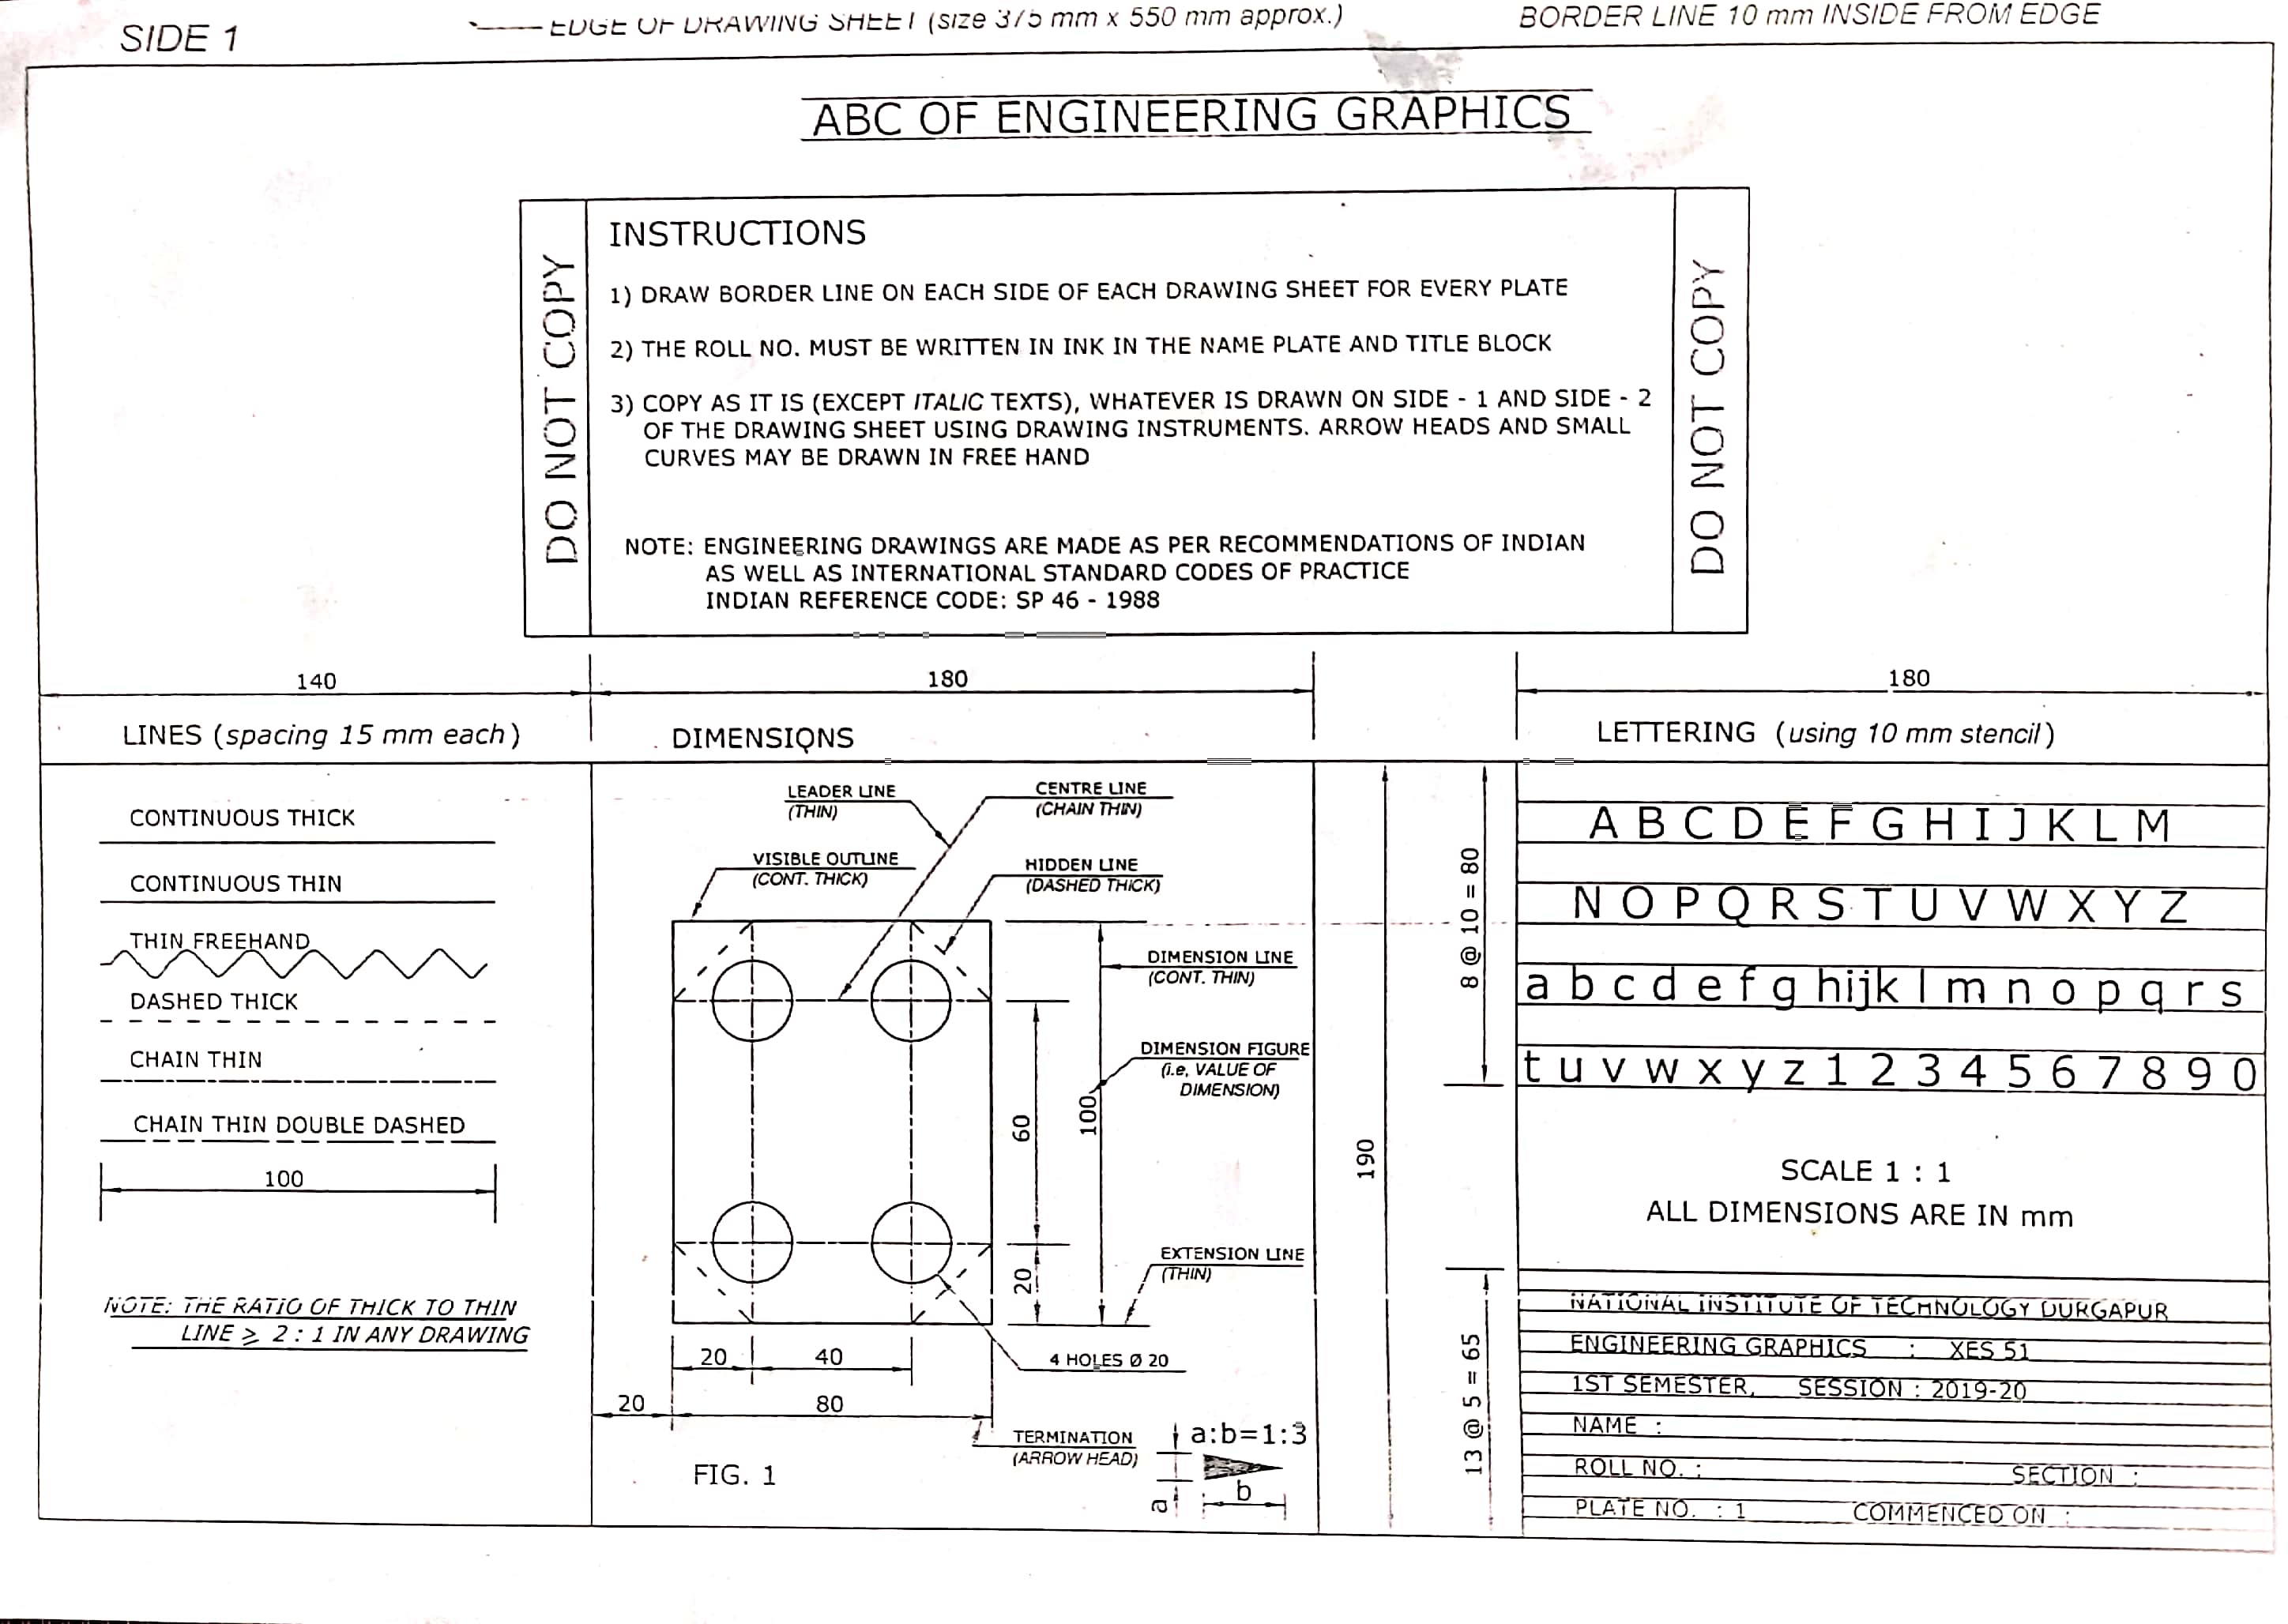 SIDE 1
EDGE OF DRAWING SHEET (size 375 mm x 550 mm approx.)
BORDER LINE 10 mm INSIDE FROM EDGE
ABC OF ENGINEERING GRAPHICS
DO NOT COPY
INSTRUCTIONS
1) DRAW BORDER LINE ON EACH SIDE OF EACH DRAWING SHEET FOR EVERY PLATE
2) THE ROLL NO. MUST BE WRITTEN IN INK IN THE NAME PLATE AND TITLE BLOCK
3) COPY AS IT IS (EXCEPT ITALIC TEXTS), WHATEVER IS DRAWN ON SIDE - 1 AND SIDE - 2
OF THE DRAWING SHEET USING DRAWING INSTRUMENTS. ARROW HEADS AND SMALL
CURVES MAY BE DRAWN IN FREE HAND
NOTE: ENGINEERING DRAWINGS ARE MADE AS PER RECOMMENDATIONS OF INDIAN
AS WELL AS INTERNATIONAL STANDARD CODES OF PRACTICE
INDIAN REFERENCE CODE: SP 46 - 1988
DO NOT COPY
140
180
180
LINES (spacing 15 mm each)
CONTINUOUS THICK
CONTINUOUS THIN
THIN FREEHAND
DASHED THICK
CHAIN THIN
CHAIN THIN DOUBLE DASHED
100
NOTE: THE RATIO OF THICK TO THIN
LINE ⩾ 2 : 1 IN ANY DRAWING
DIMENSIONS
LEADER LINE
(THIN)
CENTRE LINE
(CHAIN THIN)
VISIBLE OUTLINE
(CONT. THICK)
HIDDEN LINE
(DASHED THICK)
DIMENSION LINE
(CONT. THIN)
DIMENSION FIGURE
(i.e, VALUE OF
DIMENSION)
60
100
20
EXTENSION LINE
(THIN)
4 HOLES Ø 20
20
40
20
80
TERMINATION
(ARROW HEAD)
a:b=1:3
a
b
FIG. 1
190
8 @ 10 = 80
13 @ 5 = 65
LETTERING (using 10 mm stencil)
A B C D E F G H I J K L M
N O P Q R S T U V W X Y Z
a b c d e f g h i j k l m n o p q r s
t u v w x y z 1 2 3 4 5 6 7 8 9 0
SCALE 1 : 1
ALL DIMENSIONS ARE IN mm
NATIONAL INSTITUTE OF TECHNOLOGY DURGAPUR
ENGINEERING GRAPHICS : XES 51
1ST SEMESTER, SESSION : 2019-20
NAME :
ROLL NO. : SECTION :
PLATE NO. : 1 COMMENCED ON :